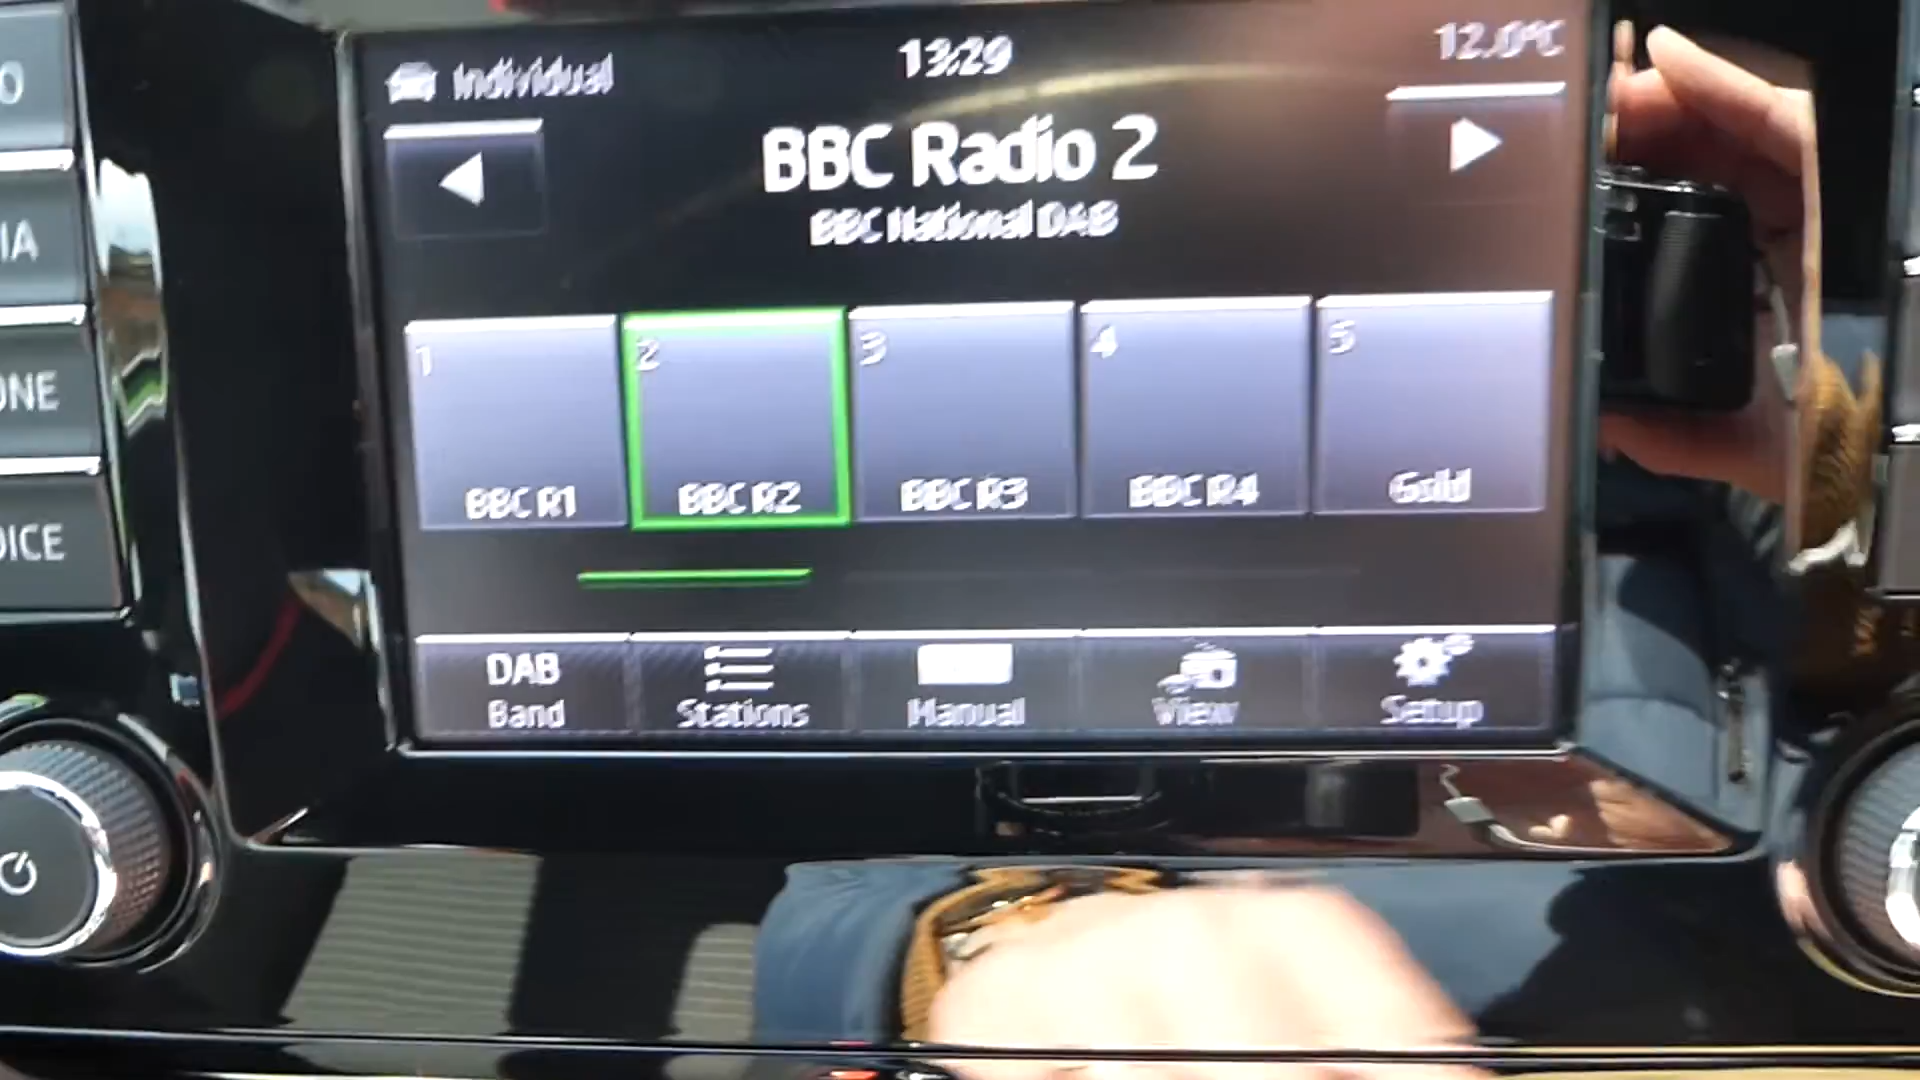 Individual
13:29
12.0°C
BBC Radio 2
BBC National DAB
1
2
3
4
5
BBC R1
BBC R2
BBC R3
BBC R4
Gold
DAB
Band
Stations
Manual
View
Setup
O
IA
ONE
OICE